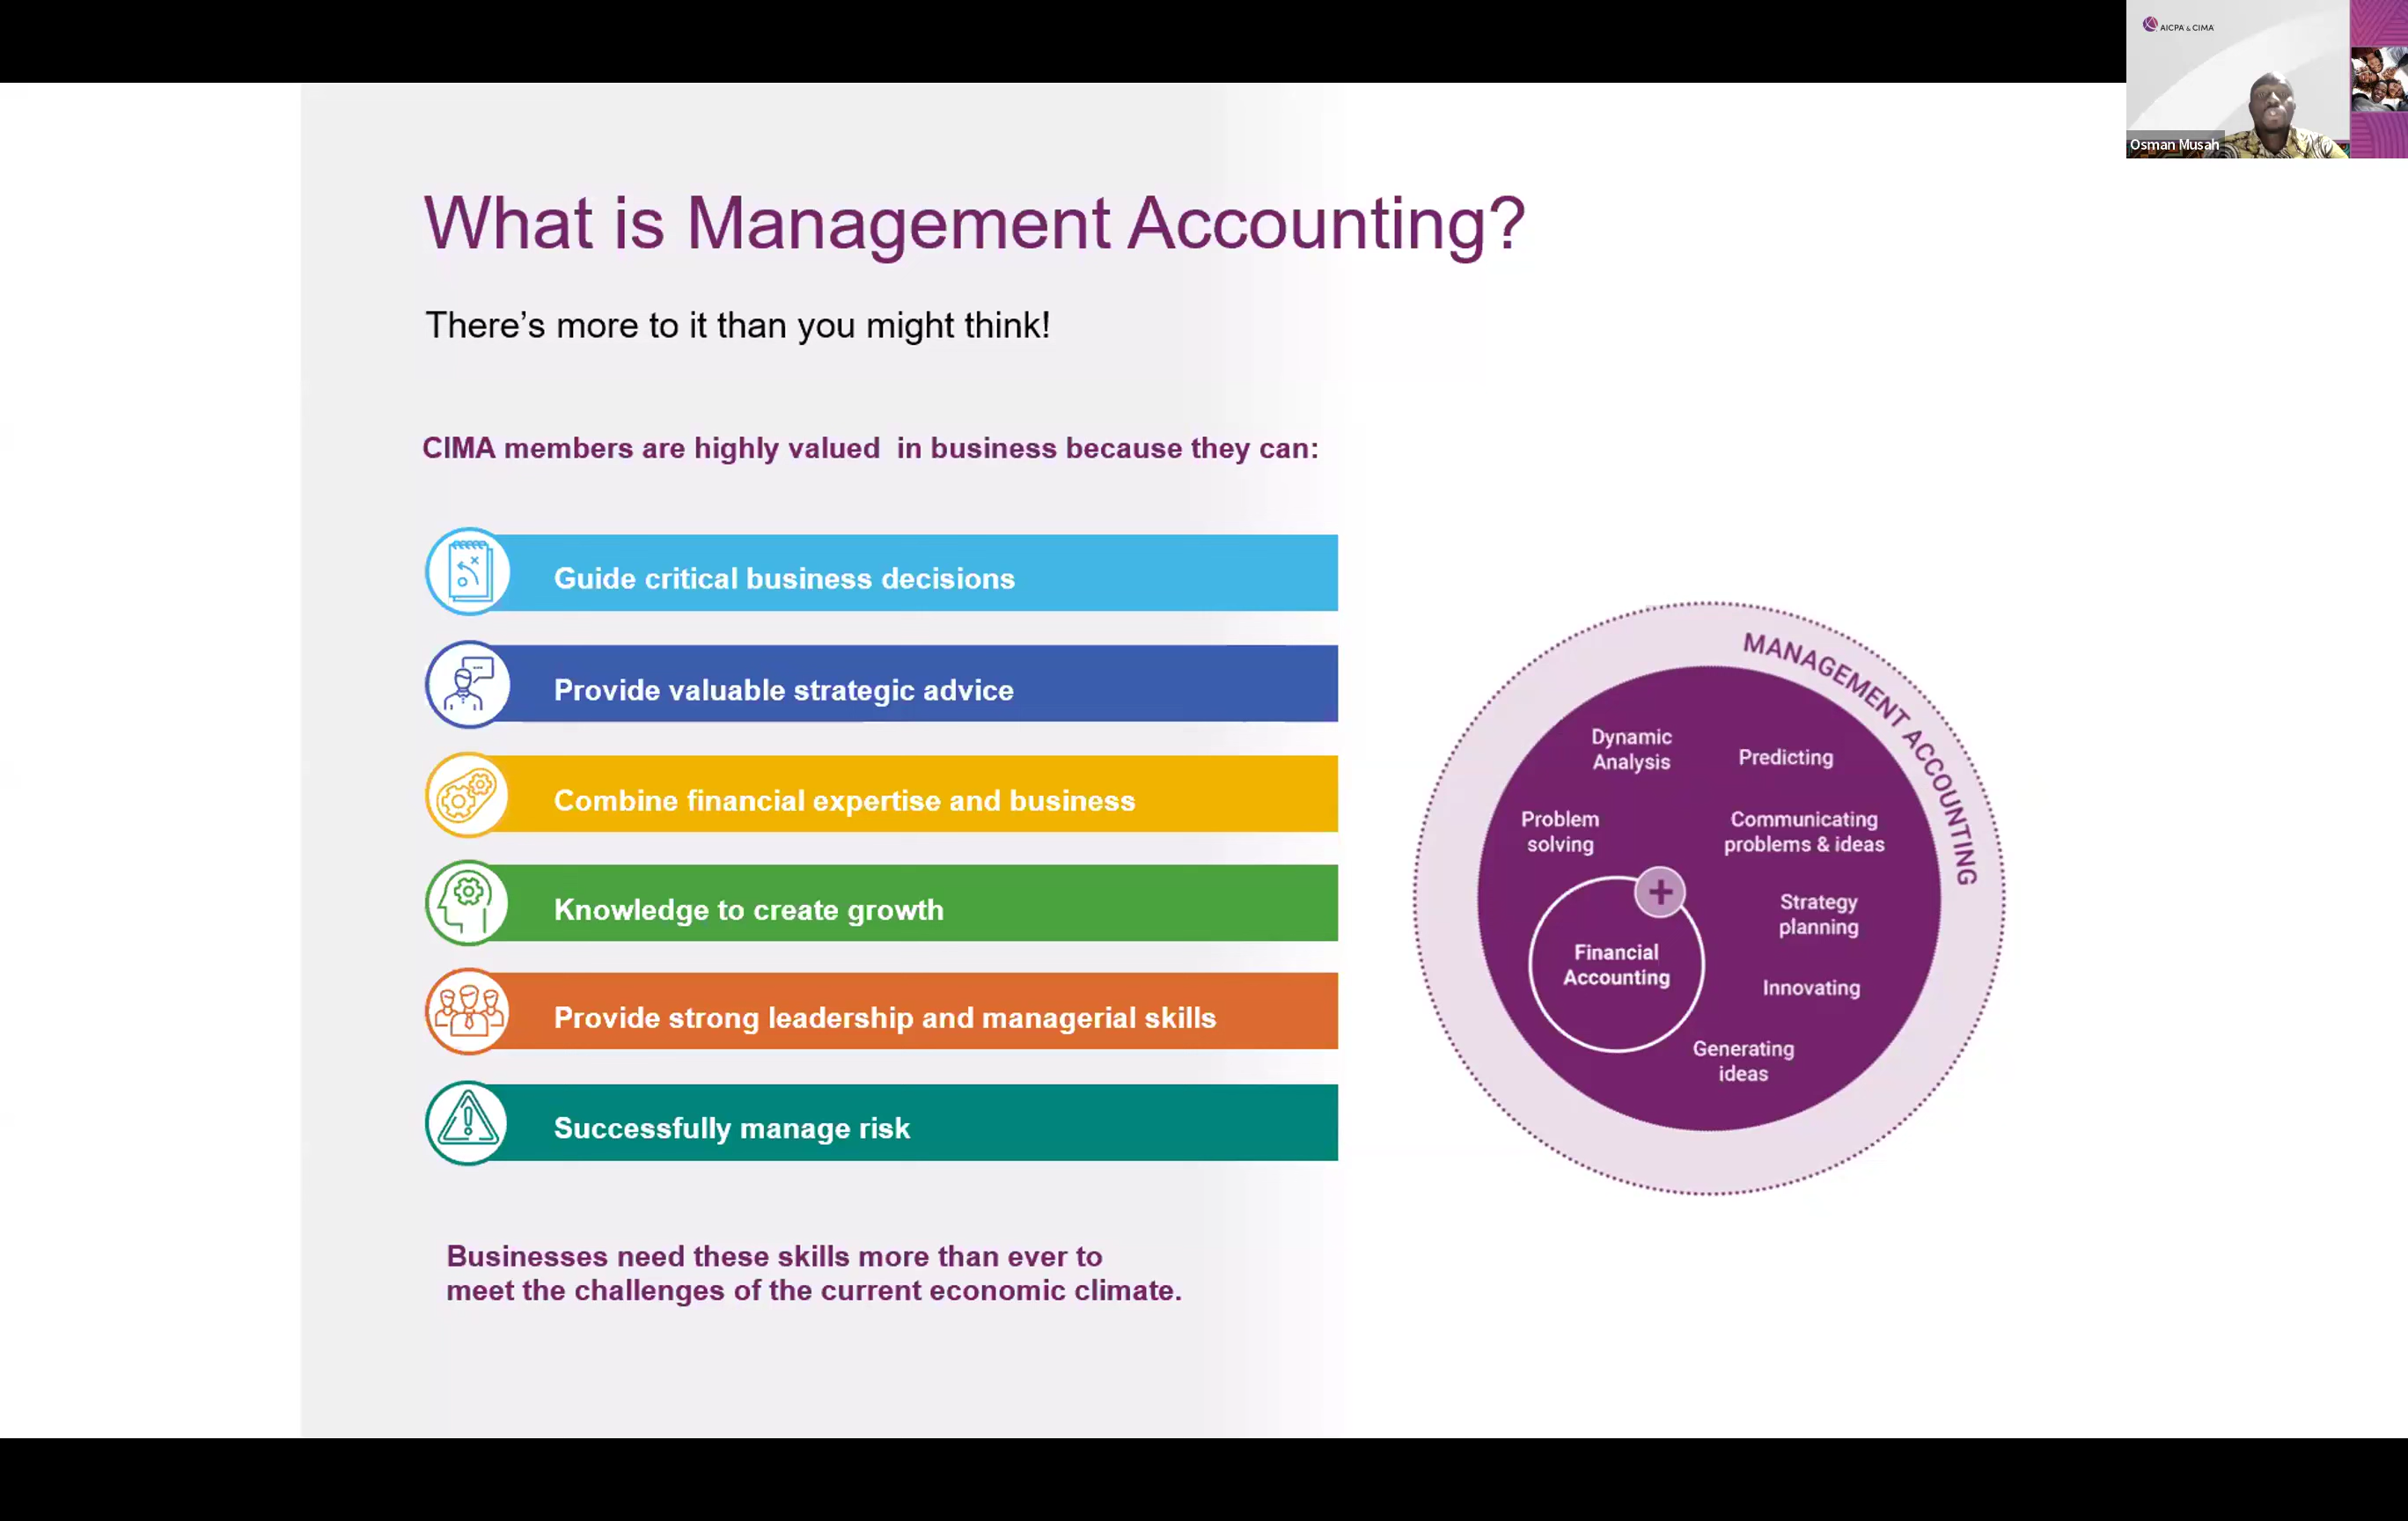 AICPA & CIMA
Osman Musah
What is Management Accounting?
There’s more to it than you might think!
CIMA members are highly valued  in business because they can:
Guide critical business decisions
Provide valuable strategic advice
Combine financial expertise and business
Knowledge to create growth
Provide strong leadership and managerial skills
Successfully manage risk
Businesses need these skills more than ever to
meet the challenges of the current economic climate.
MANAGEMENT ACCOUNTING
Dynamic
Analysis
Predicting
Problem
solving
Communicating
problems & ideas
+
Strategy
planning
Financial
Accounting
Innovating
Generating
ideas